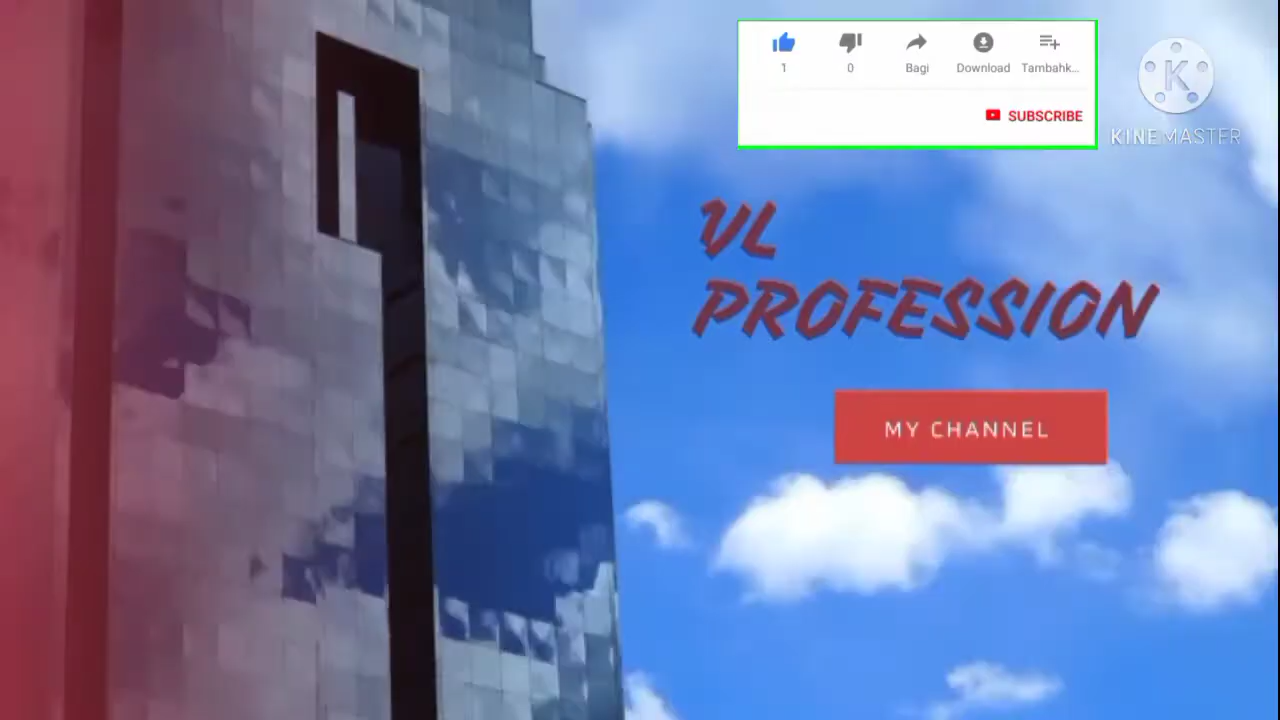 1
0
Bagi
Download
Tambahk...
SUBSCRIBE
K
KINEMASTER
VL
PROFESSION
MY CHANNEL